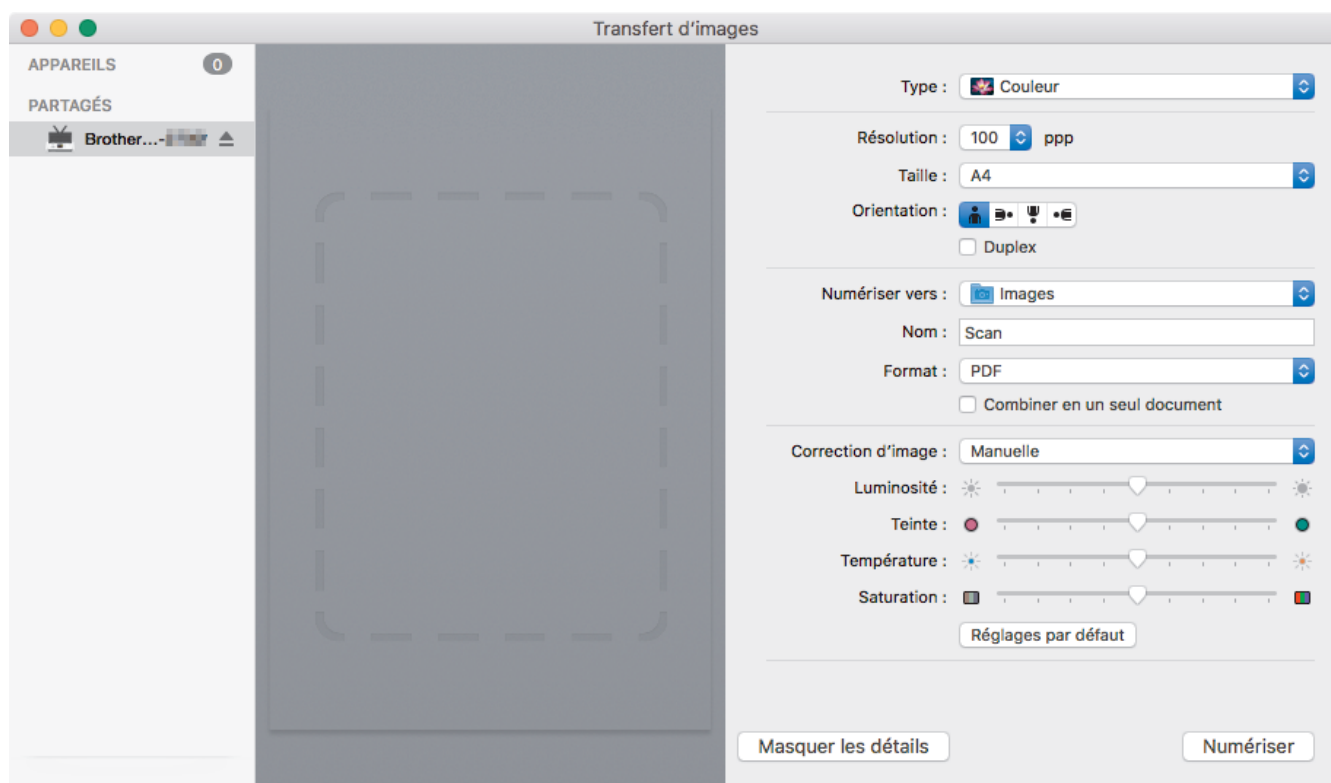 Transfert d'images
APPAREILS 0
PARTAGÉS
Brother...-
Type : Couleur
Résolution : 100 ppp
Taille : A4
Orientation :
Duplex
Numériser vers : Images
Nom : Scan
Format : PDF
Combiner en un seul document
Correction d'image : Manuelle
Luminosité :
Teinte :
Température :
Saturation :
Réglages par défaut
Masquer les détails Numériser